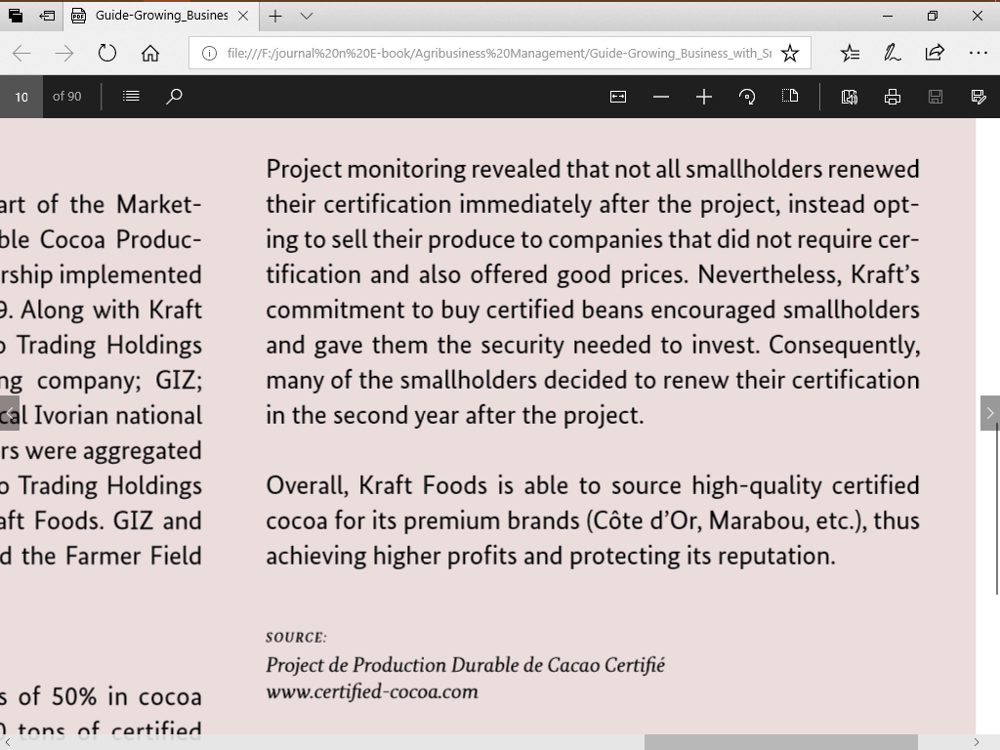 Guide-Growing_Busines
file:///F:/journal%20n%20E-book/Agribusiness%20Management/Guide-Growing_Business_with_Sr
10 of 90
art of the Market-
ble Cocoa Produc-
rship implemented
9. Along with Kraft
o Trading Holdings
ng company; GIZ;
cal Ivorian national
rs were aggregated
o Trading Holdings
aft Foods. GIZ and
d the Farmer Field
s of 50% in cocoa
0 tons of certified
Project monitoring revealed that not all smallholders renewed
their certification immediately after the project, instead opt-
ing to sell their produce to companies that did not require cer-
tification and also offered good prices. Nevertheless, Kraft’s
commitment to buy certified beans encouraged smallholders
and gave them the security needed to invest. Consequently,
many of the smallholders decided to renew their certification
in the second year after the project.
Overall, Kraft Foods is able to source high-quality certified
cocoa for its premium brands (Côte d’Or, Marabou, etc.), thus
achieving higher profits and protecting its reputation.
SOURCE:
Project de Production Durable de Cacao Certifié
www.certified-cocoa.com